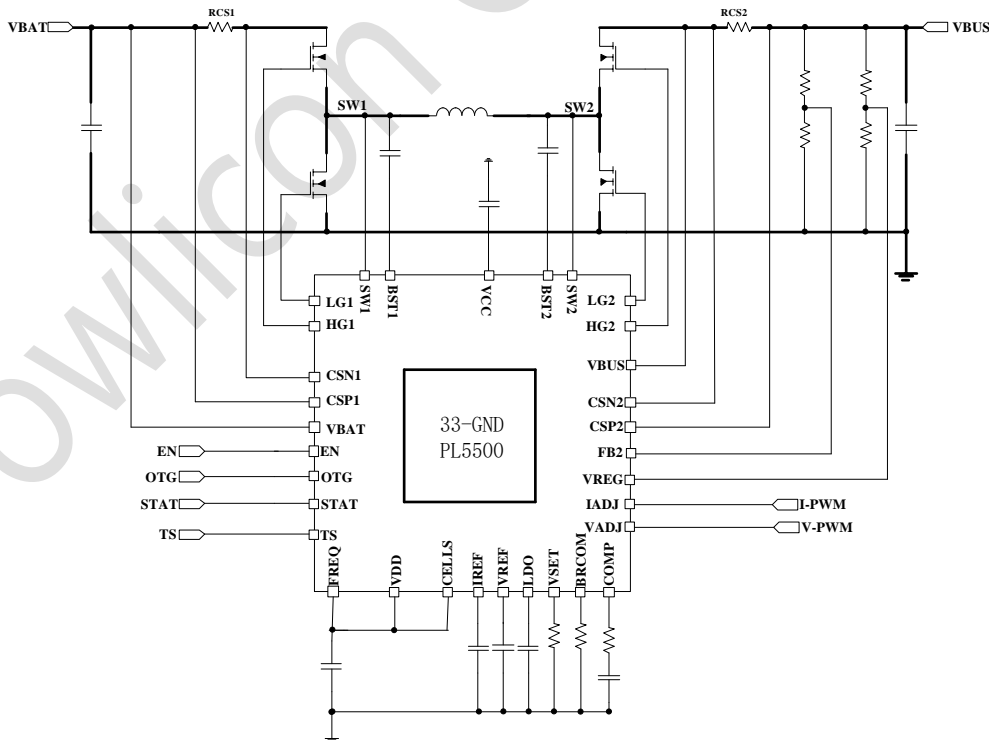 RCS1
RCS2
VBAT
VBUS
SW1
SW2
SW1
BST1
VCC
BST2
SW2
LG1
HG1
CSN1
CSP1
VBAT
EN
EN
OTG
OTG
STAT
STAT
TS
TS
33-GND
PL5500
LG2
HG2
VBUS
CSN2
CSP2
FB2
VREG
IADJ
I-PWM
VADJ
V-PWM
FREQ
VDD
CELLS
IREF
VREF
LDO
VSET
BRCOM
COMP